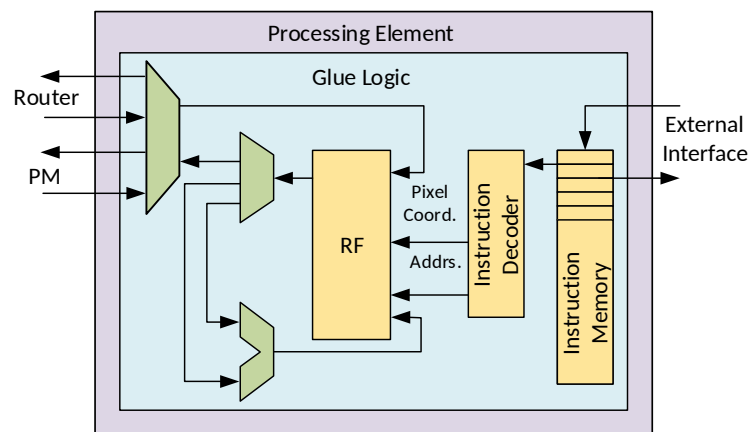 Processing Element
Glue Logic
Router
PM
External
Interface
Pixel
Coord.
RF
Addrs.
Instruction
Decoder
Instruction
Memory